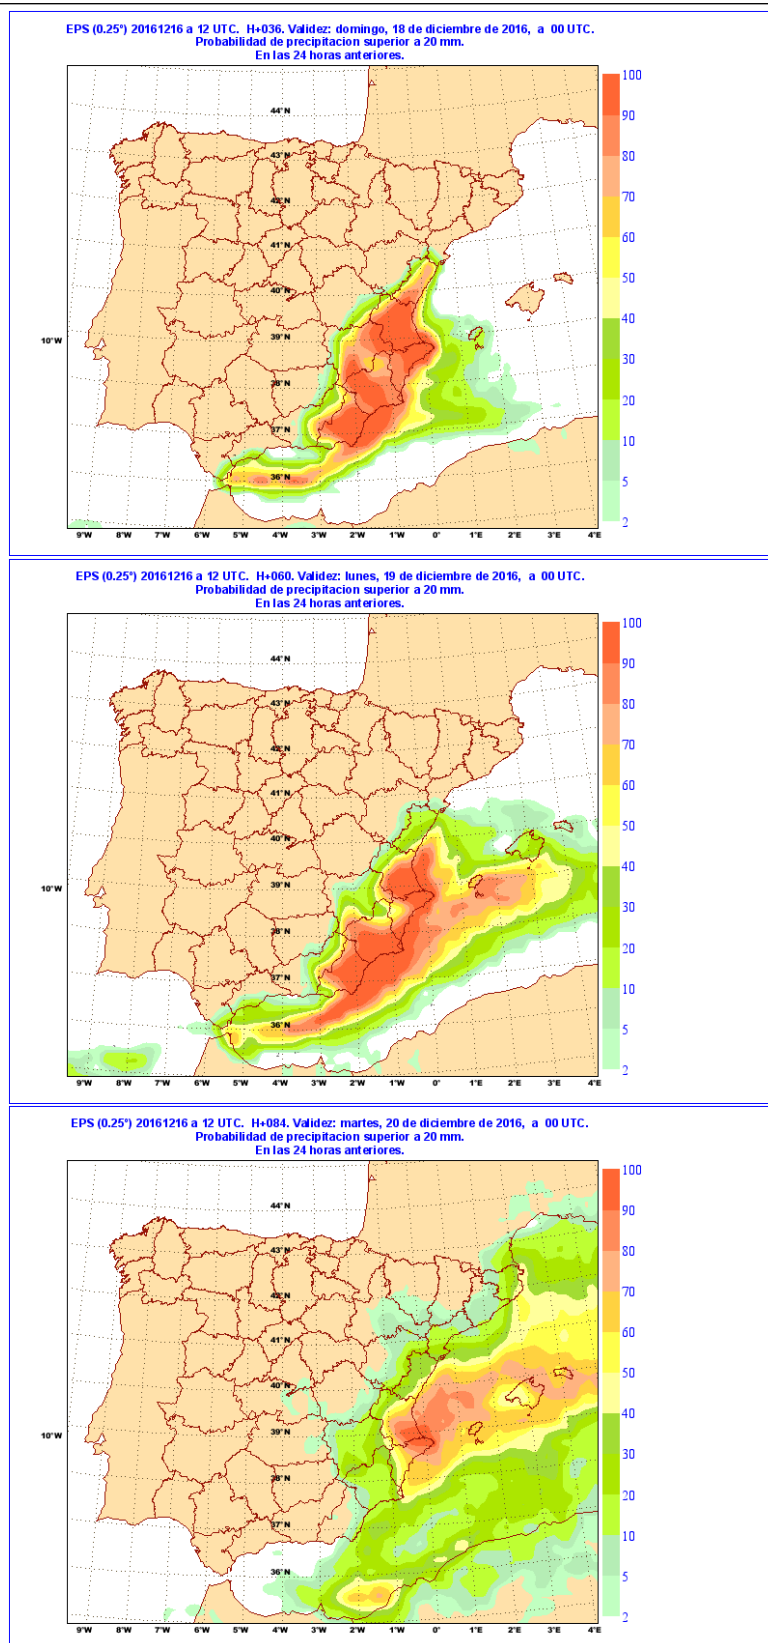 EPS (0.25°) 20161216 a 12 UTC. H+036. Validez: domingo, 18 de diciembre de 2016, a 00 UTC.
Probabilidad de precipitacion superior a 20 mm.
En las 24 horas anteriores.
100
90
80
70
60
50
40
30
20
10
5
2
44°N
43°N
42°N
41°N
40°N
39°N
38°N
37°N
36°N
10°W
9°W 8°W 7°W 6°W 5°W 4°W 3°W 2°W 1°W 0° 1°E 2°E 3°E 4°E
EPS (0.25°) 20161216 a 12 UTC. H+060. Validez: lunes, 19 de diciembre de 2016, a 00 UTC.
Probabilidad de precipitacion superior a 20 mm.
En las 24 horas anteriores.
100
90
80
70
60
50
40
30
20
10
5
2
44°N
43°N
42°N
41°N
40°N
39°N
38°N
37°N
36°N
10°W
9°W 8°W 7°W 6°W 5°W 4°W 3°W 2°W 1°W 0° 1°E 2°E 3°E 4°E
EPS (0.25°) 20161216 a 12 UTC. H+084. Validez: martes, 20 de diciembre de 2016, a 00 UTC.
Probabilidad de precipitacion superior a 20 mm.
En las 24 horas anteriores.
100
90
80
70
60
50
40
30
20
10
5
2
44°N
43°N
42°N
41°N
40°N
39°N
38°N
37°N
36°N
10°W
9°W 8°W 7°W 6°W 5°W 4°W 3°W 2°W 1°W 0° 1°E 2°E 3°E 4°E